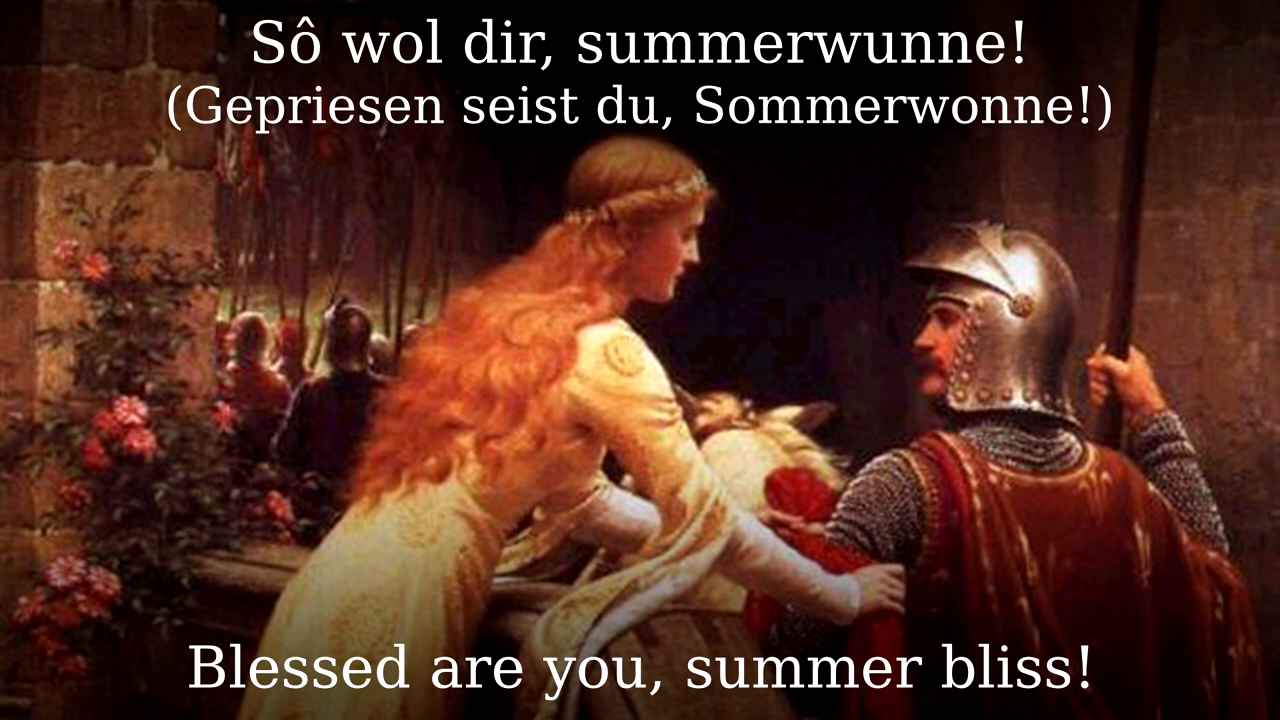 Sô wol dir, summerwunne!
(Gepriesen seist du, Sommerwonne!)
Blessed are you, summer bliss!